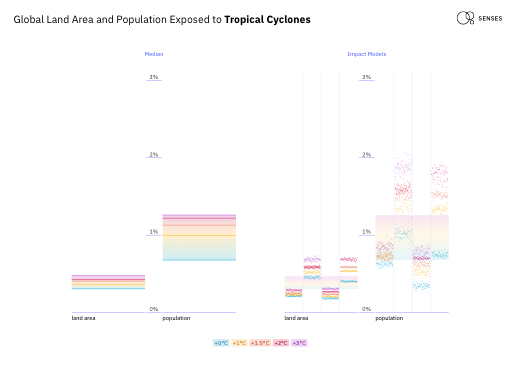 Global Land Area and Population Exposed to Tropical Cyclones
SENSES
Median
Impact Models
3%
3%
2%
2%
1%
1%
0%
0%
land area
population
land area
population
+0°C +1°C +1.5°C +2°C +3°C